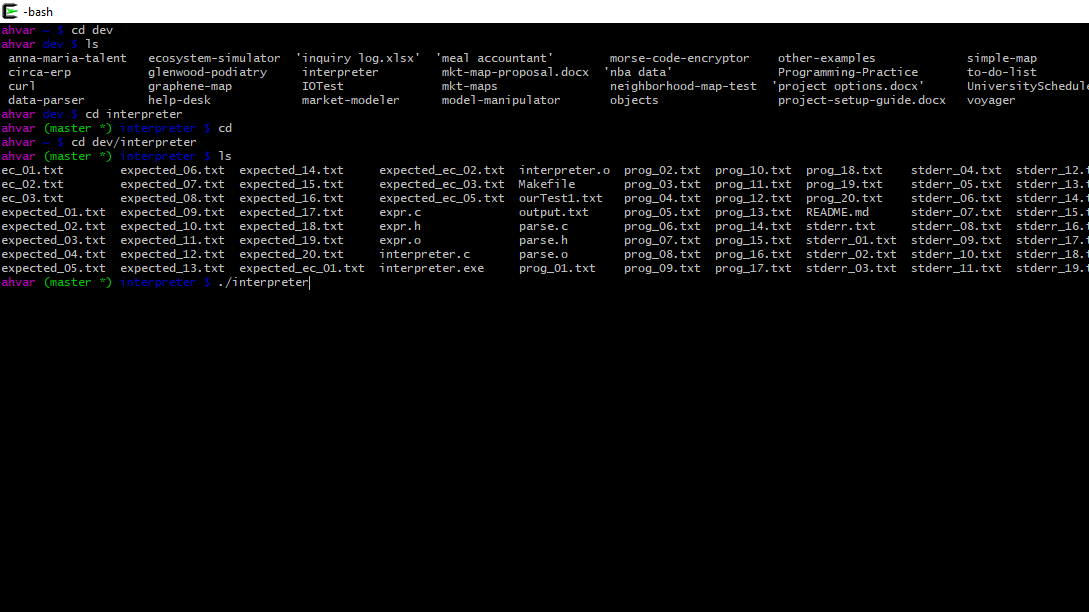 -bash
ahvar ~ $ cd dev
ahvar dev $ ls
anna-maria-talent ecosystem-simulator 'inquiry log.xlsx' 'meal accountant' morse-code-encryptor other-examples simple-map
circa-erp glenwood-podiatry interpreter mkt-map-proposal.docx 'nba data' Programming-Practice to-do-list
curl graphene-map IOTest mkt-maps neighborhood-map-test 'project options.docx' UniversitySchedule
data-parser help-desk market-modeler model-manipulator objects project-setup-guide.docx voyager
ahvar dev $ cd interpreter
ahvar (master *) interpreter $ cd
ahvar ~ $ cd dev/interpreter
ahvar (master *) interpreter $ ls
ec_01.txt expected_06.txt expected_14.txt expected_ec_02.txt interpreter.o prog_02.txt prog_10.txt prog_18.txt stderr_04.txt stderr_12.t
ec_02.txt expected_07.txt expected_15.txt expected_ec_03.txt Makefile prog_03.txt prog_11.txt prog_19.txt stderr_05.txt stderr_13.t
ec_03.txt expected_08.txt expected_16.txt expected_ec_05.txt ourTest1.txt prog_04.txt prog_12.txt prog_20.txt stderr_06.txt stderr_14.t
expected_01.txt expected_09.txt expected_17.txt expr.c output.txt prog_05.txt prog_13.txt README.md stderr_07.txt stderr_15.t
expected_02.txt expected_10.txt expected_18.txt expr.h parse.c prog_06.txt prog_14.txt stderr.txt stderr_08.txt stderr_16.t
expected_03.txt expected_11.txt expected_19.txt expr.o parse.h prog_07.txt prog_15.txt stderr_01.txt stderr_09.txt stderr_17.t
expected_04.txt expected_12.txt expected_20.txt interpreter.c parse.o prog_08.txt prog_16.txt stderr_02.txt stderr_10.txt stderr_18.t
expected_05.txt expected_13.txt expected_ec_01.txt interpreter.exe prog_01.txt prog_09.txt prog_17.txt stderr_03.txt stderr_11.txt stderr_19.t
ahvar (master *) interpreter $ ./interpreter